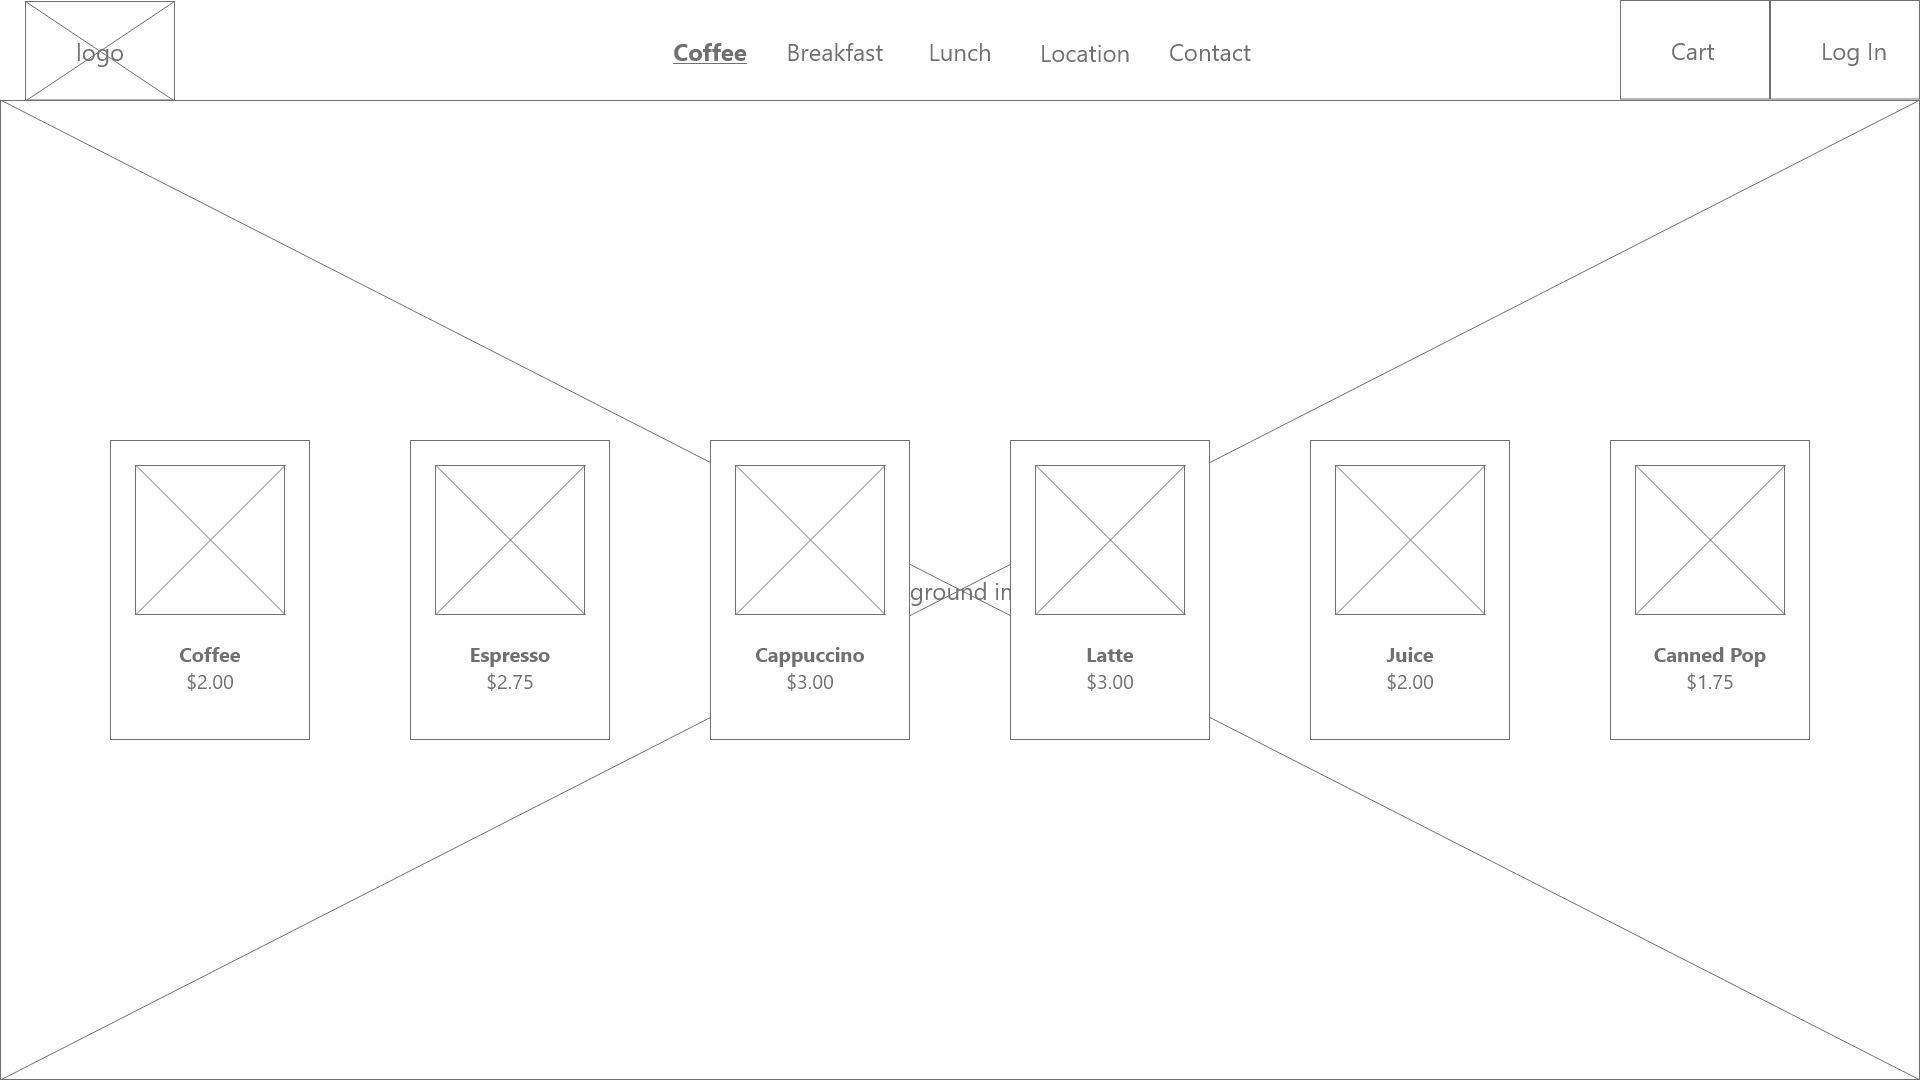 logo
Coffee Breakfast Lunch Location Contact
Cart
Log In
ground
Coffee
$2.00
Espresso
$2.75
Cappuccino
$3.00
Latte
$3.00
Juice
$2.00
Canned Pop
$1.75